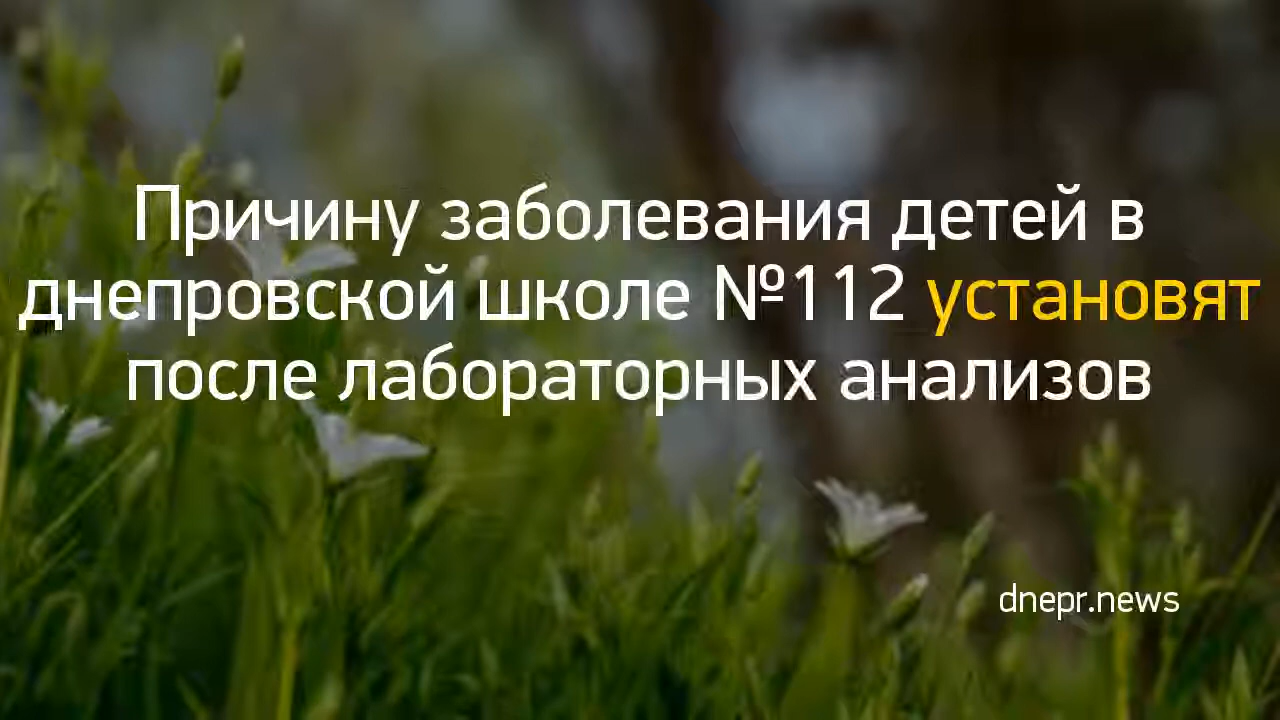 Причину заболевания детей в
днепровской школе №112 установят
после лабораторных анализов
dnepr.news